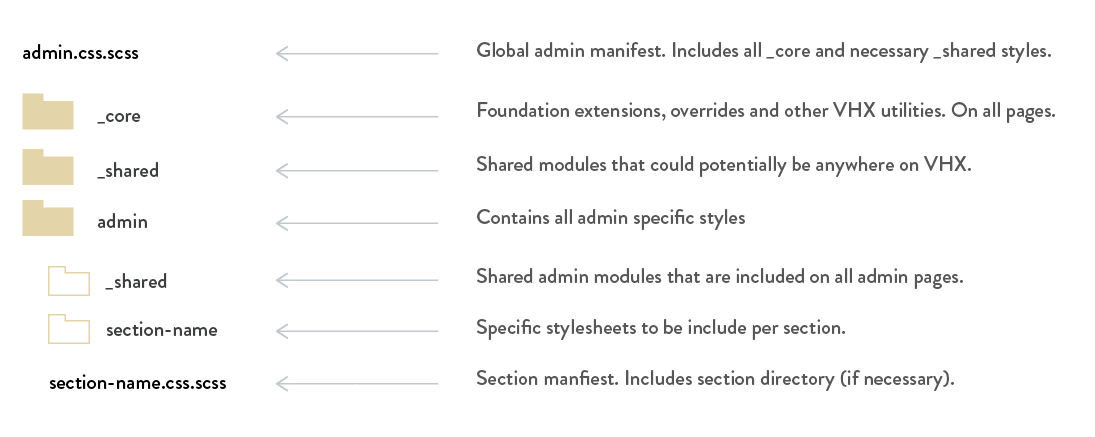 admin.css.scss Global admin manifest. Includes all _core and necessary _shared styles.
_core Foundation extensions, overrides and other VHX utilities. On all pages.
_shared Shared modules that could potentially be anywhere on VHX.
admin Contains all admin specific styles
_shared Shared admin modules that are included on all admin pages.
section-name Specific stylesheets to be include per section.
section-name.css.scss Section manfiest. Includes section directory (if necessary).